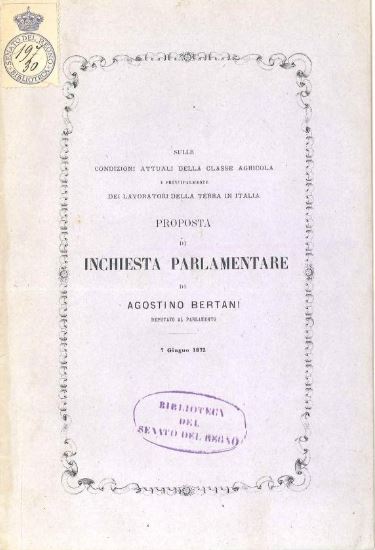 SENATO DEL REGNO
197
30
BIBLIOTECA
SULLE
CONDIZIONI ATTUALI DELLA CLASSE AGRICOLA
E PRINCIPALMENTE
DEI LAVORATORI DELLA TERRA IN ITALIA
PROPOSTA
DI
INCHIESTA PARLAMENTARE
DI
AGOSTINO BERTANI
DEPUTATO AL PARLAMENTO
7 Giugno 1872
BIBLIOTECA
DEL
SENATO DEL REGNO